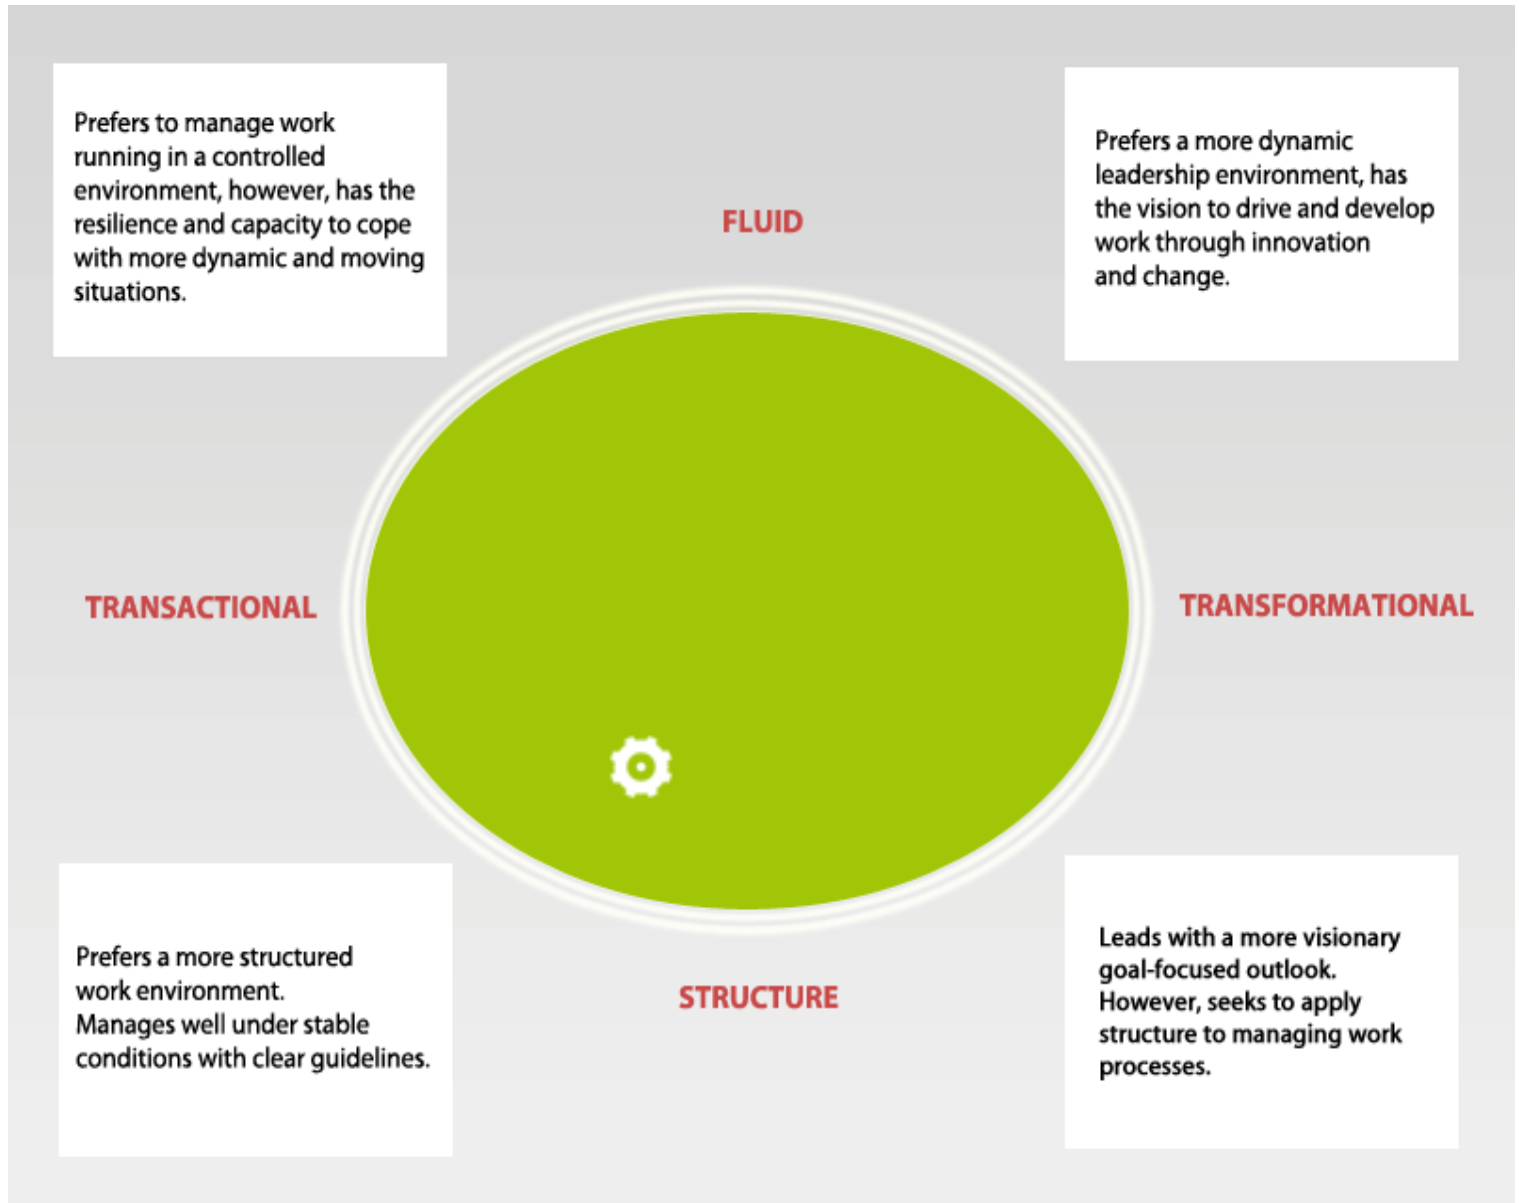 Prefers to manage work
running in a controlled
environment, however, has the
resilience and capacity to cope
with more dynamic and moving
situations.
FLUID
Prefers a more dynamic
leadership environment, has
the vision to drive and develop
work through innovation
and change.
TRANSACTIONAL
TRANSFORMATIONAL
Prefers a more structured
work environment.
Manages well under stable
conditions with clear guidelines.
STRUCTURE
Leads with a more visionary
goal-focused outlook.
However, seeks to apply
structure to managing work
processes.